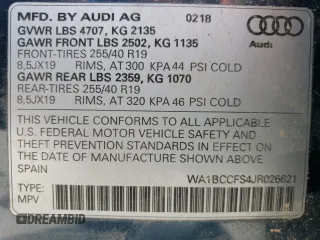 MFD. BY AUDI AG 0218
GVWR LBS 4707, KG 2135
GAWR FRONT LBS 2502, KG 1135
FRONT-TIRES 255/40 R19
8,5JX19 RIMS, AT 300 KPA 44 PSI COLD
GAWR REAR LBS 2359, KG 1070
REAR-TIRES 255/40 R19
8,5JX19 RIMS, AT 320 KPA 46 PSI COLD
Audi
THIS VEHICLE CONFORMS TO ALL APPLICABLE
U.S. FEDERAL MOTOR VEHICLE SAFETY
AND THEFT PREVENTION STANDARDS IN EFFECT ON THE
DATE OF MANUFACTURE SHOWN ABOVE.
SPAIN
WA1BCCFS4JR026621
TYPE:
MPV
DREAMBID